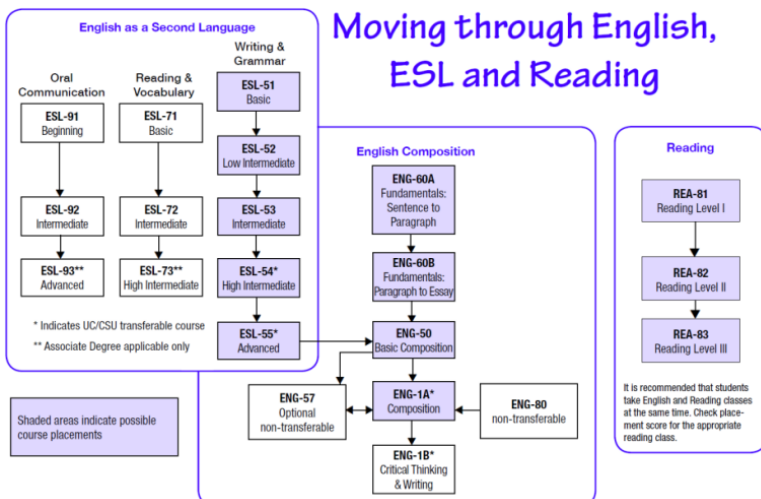 Moving through English,
ESL and Reading
English as a Second Language
Oral
Communication
ESL-91
Beginning
ESL-92
Intermediate
ESL-93**
Advanced
Reading &
Vocabulary
ESL-71
Basic
ESL-72
Intermediate
ESL-73**
High Intermediate
Writing &
Grammar
ESL-51
Basic
ESL-52
Low Intermediate
ESL-53
Intermediate
ESL-54*
High Intermediate
ESL-55*
Advanced
* Indicates UC/CSU transferable course
** Associate Degree applicable only
Shaded areas indicate possible
course placements
English Composition
ENG-60A
Fundamentals:
Sentence to
Paragraph
ENG-60B
Fundamentals:
Paragraph to Essay
ENG-50
Basic Composition
ENG-57
Optional
non-transferable
ENG-1A*
Composition
ENG-80
non-transferable
ENG-1B*
Critical Thinking
& Writing
Reading
REA-81
Reading Level I
REA-82
Reading Level II
REA-83
Reading Level III
It is recommended that students
take English and Reading classes
at the same time. Check place-
ment score for the appropriate
reading class.